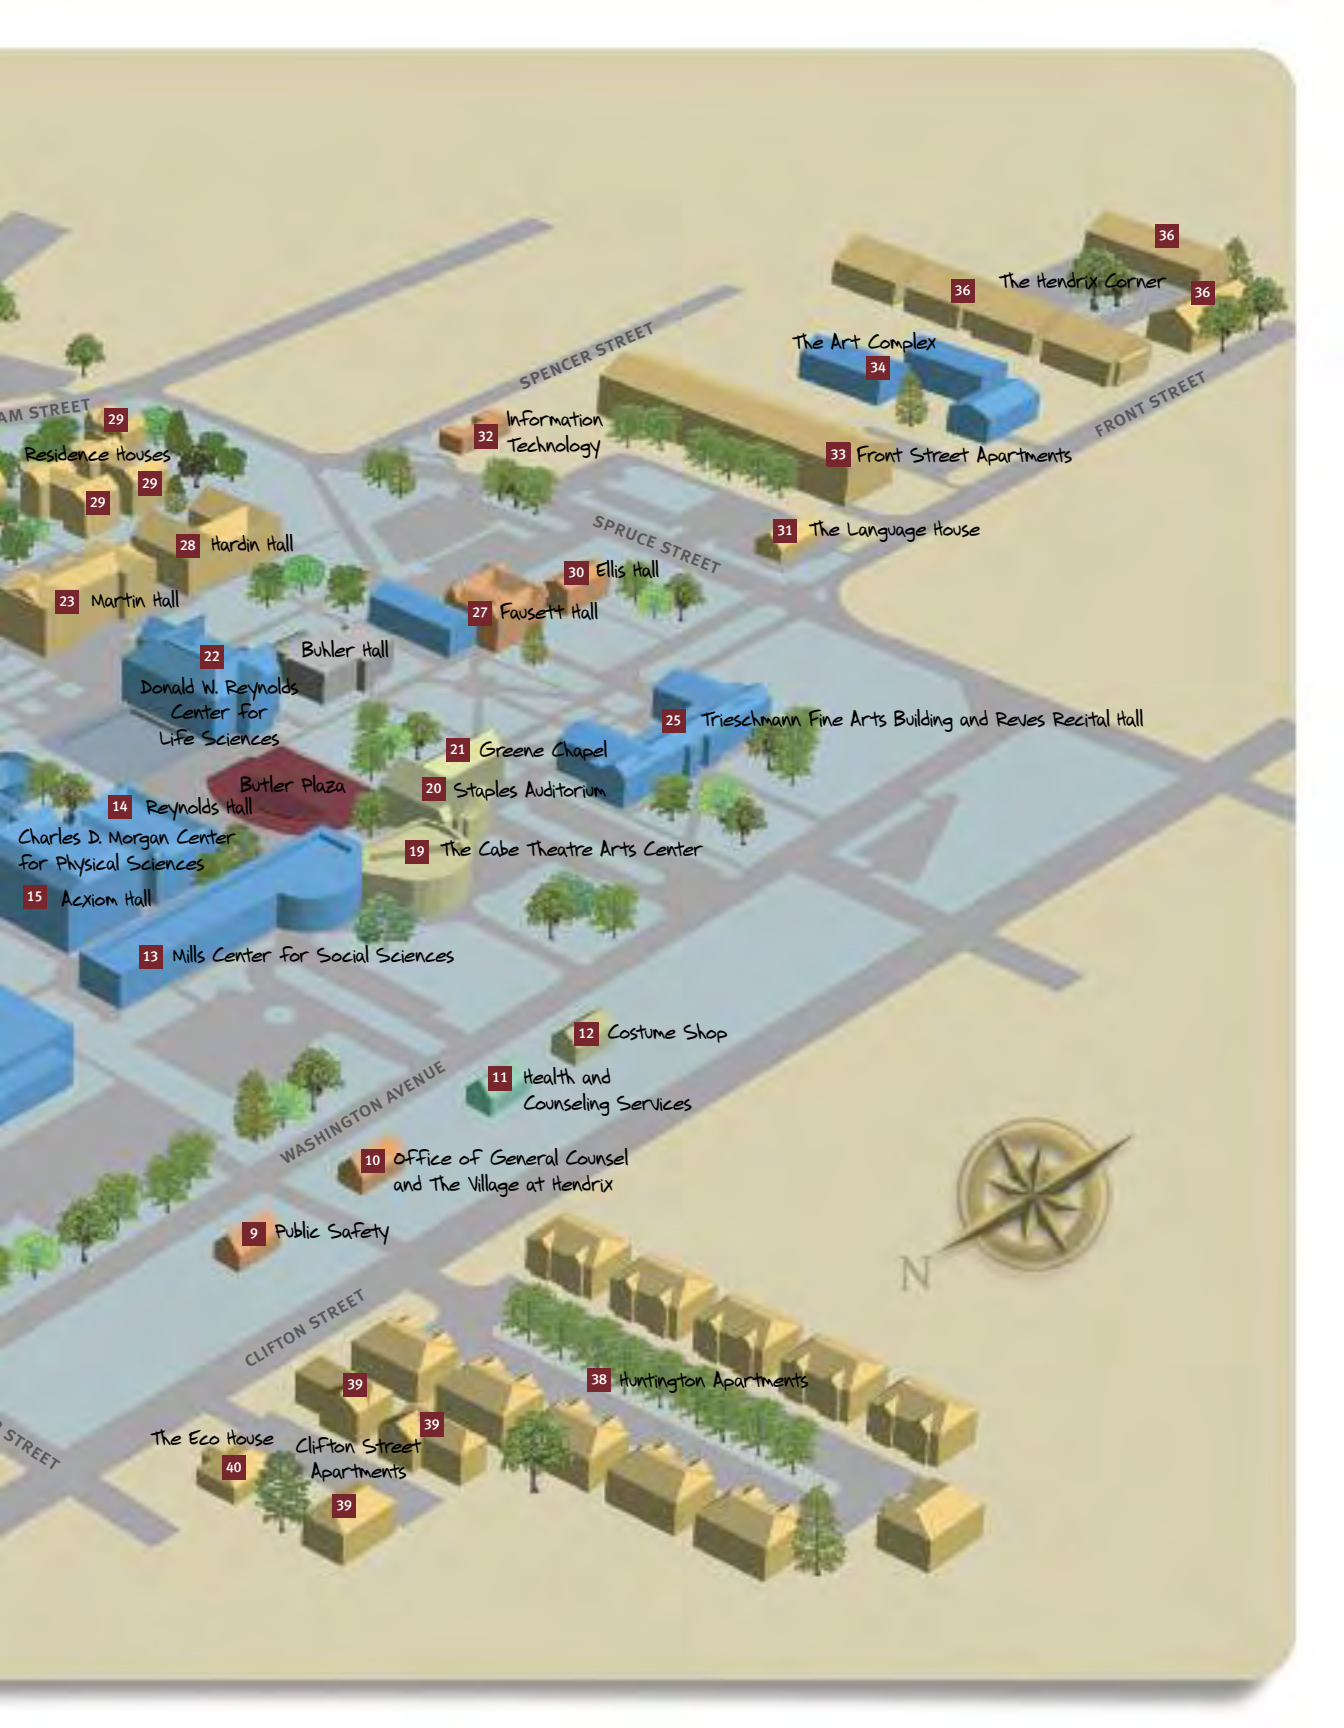 36
36
The Hendrix Corner
36
SPENCER STREET
The Art Complex
34
FRONT STREET
AM STREET
29
32 Information
Technology
Residence Houses
33 Front Street Apartments
29
29
SPRUCE STREET
31 The Language House
28 Hardin Hall
30 Ellis Hall
23 Martin Hall
27 Fausett Hall
22
Buhler Hall
Donald W. Reynolds
Center for
Life Sciences
25 Trieschmann Fine Arts Building and Reves Recital Hall
21 Greene Chapel
Butler Plaza
20 Staples Auditorium
14 Reynolds Hall
Charles D. Morgan Center
for Physical Sciences
19 The Cabe Theatre Arts Center
15 Acxiom Hall
13 Mills Center for Social Sciences
12 Costume Shop
WASHINGTON AVENUE
11 Health and
Counseling Services
10 Office of General Counsel
and The Village at Hendrix
9 Public Safety
N
CLIFTON STREET
39
38 Huntington Apartments
39
STREET
The Eco House
40
Clifton Street
Apartments
39